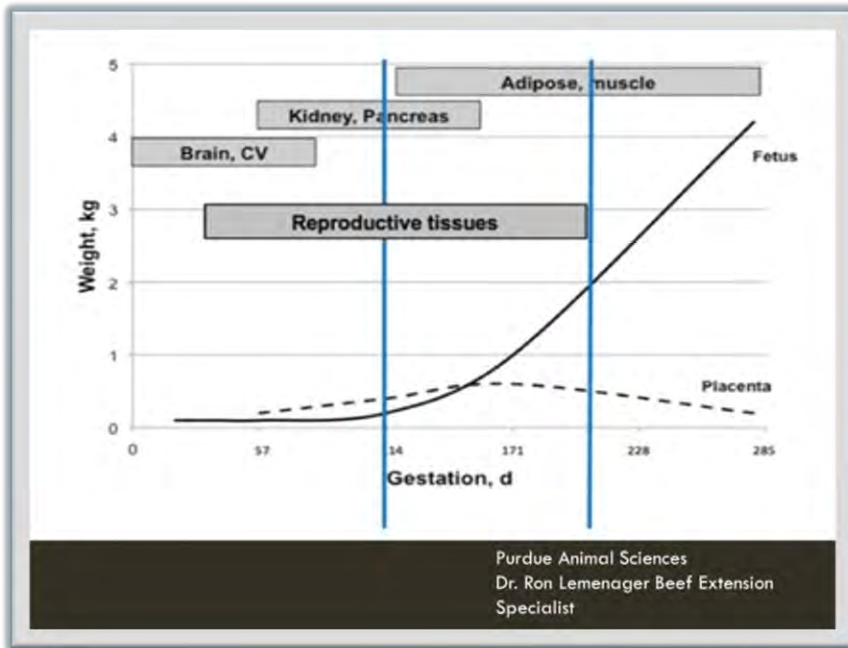 5
Adipose, muscle
Kidney, Pancreas
4
Brain, CV
Fetus
3
Reproductive tissues
Weight, kg
2
1
Placenta
0
0 57 14 171 228 285
Gestation, d
Purdue Animal Sciences
Dr. Ron Lemenager Beef Extension
Specialist